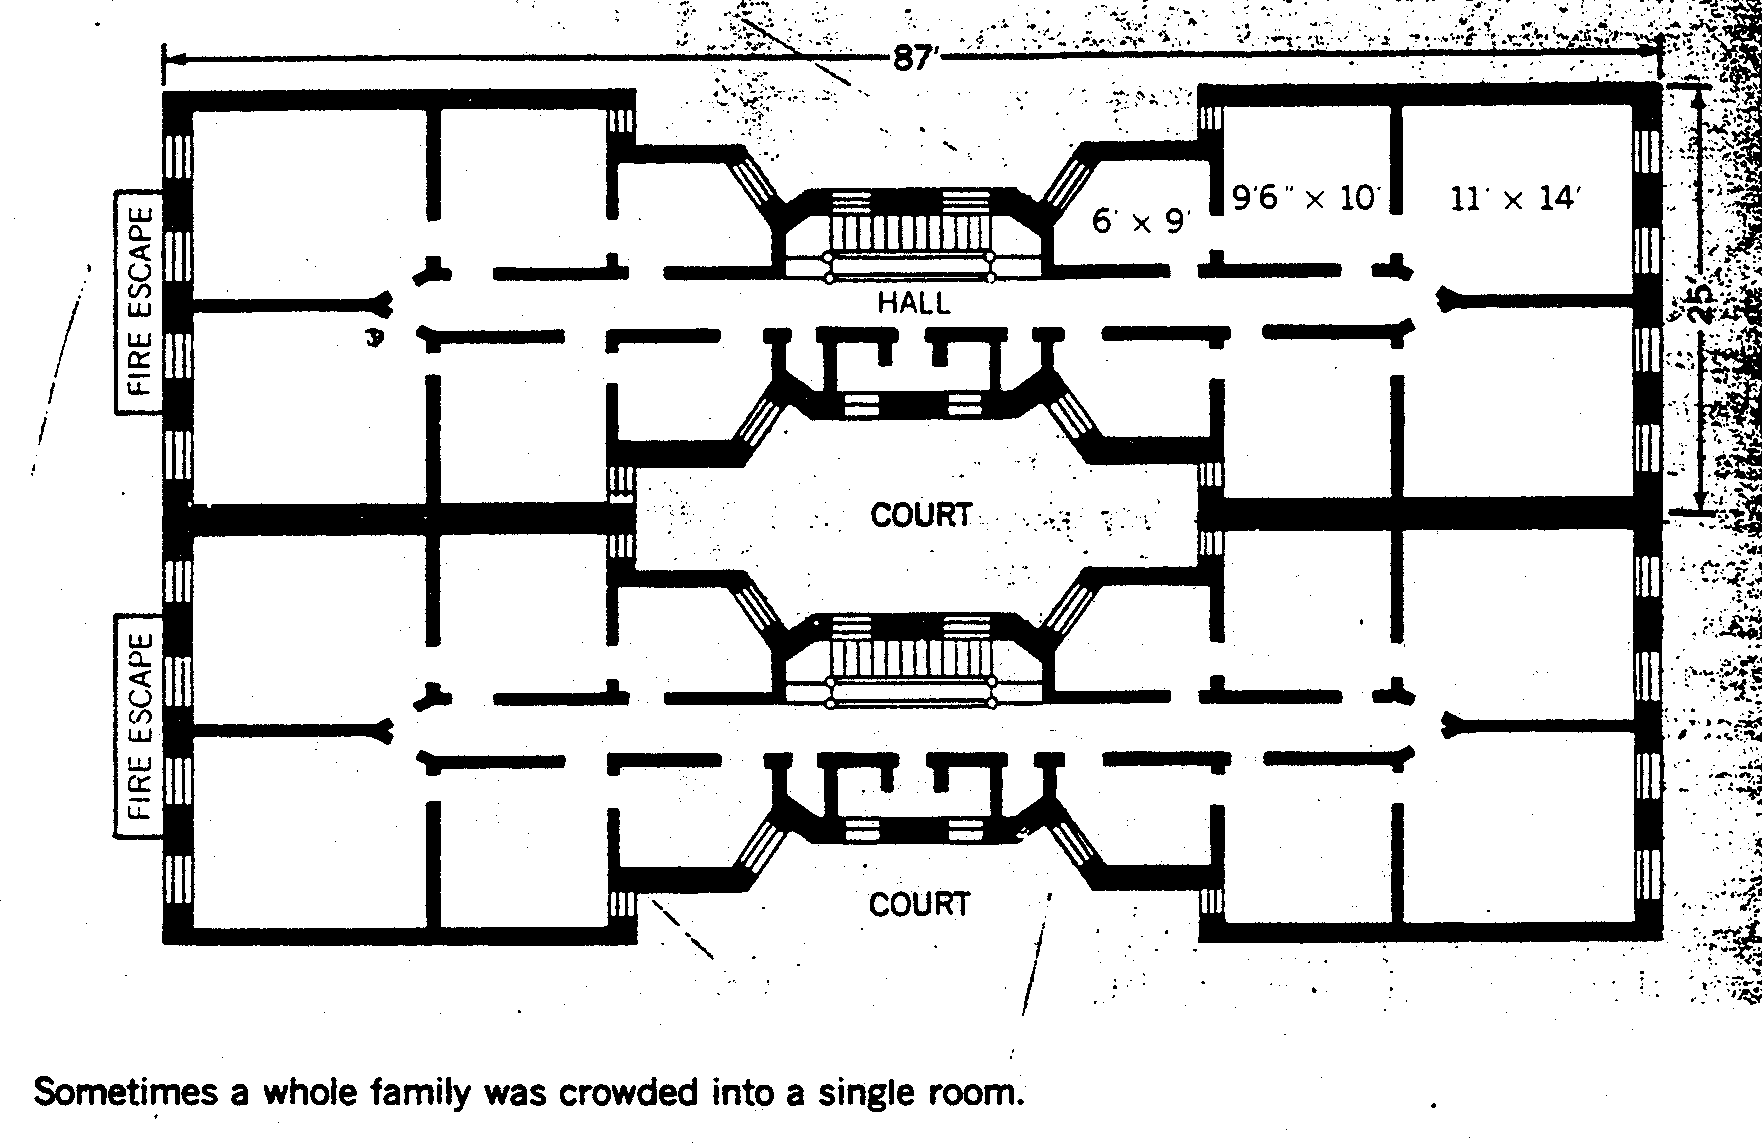 87'
6' × 9'
9'6" × 10'
11' × 14'
FIRE ESCAPE
HALL
25'
COURT
FIRE ESCAPE
COURT
Sometimes a whole family was crowded into a single room.